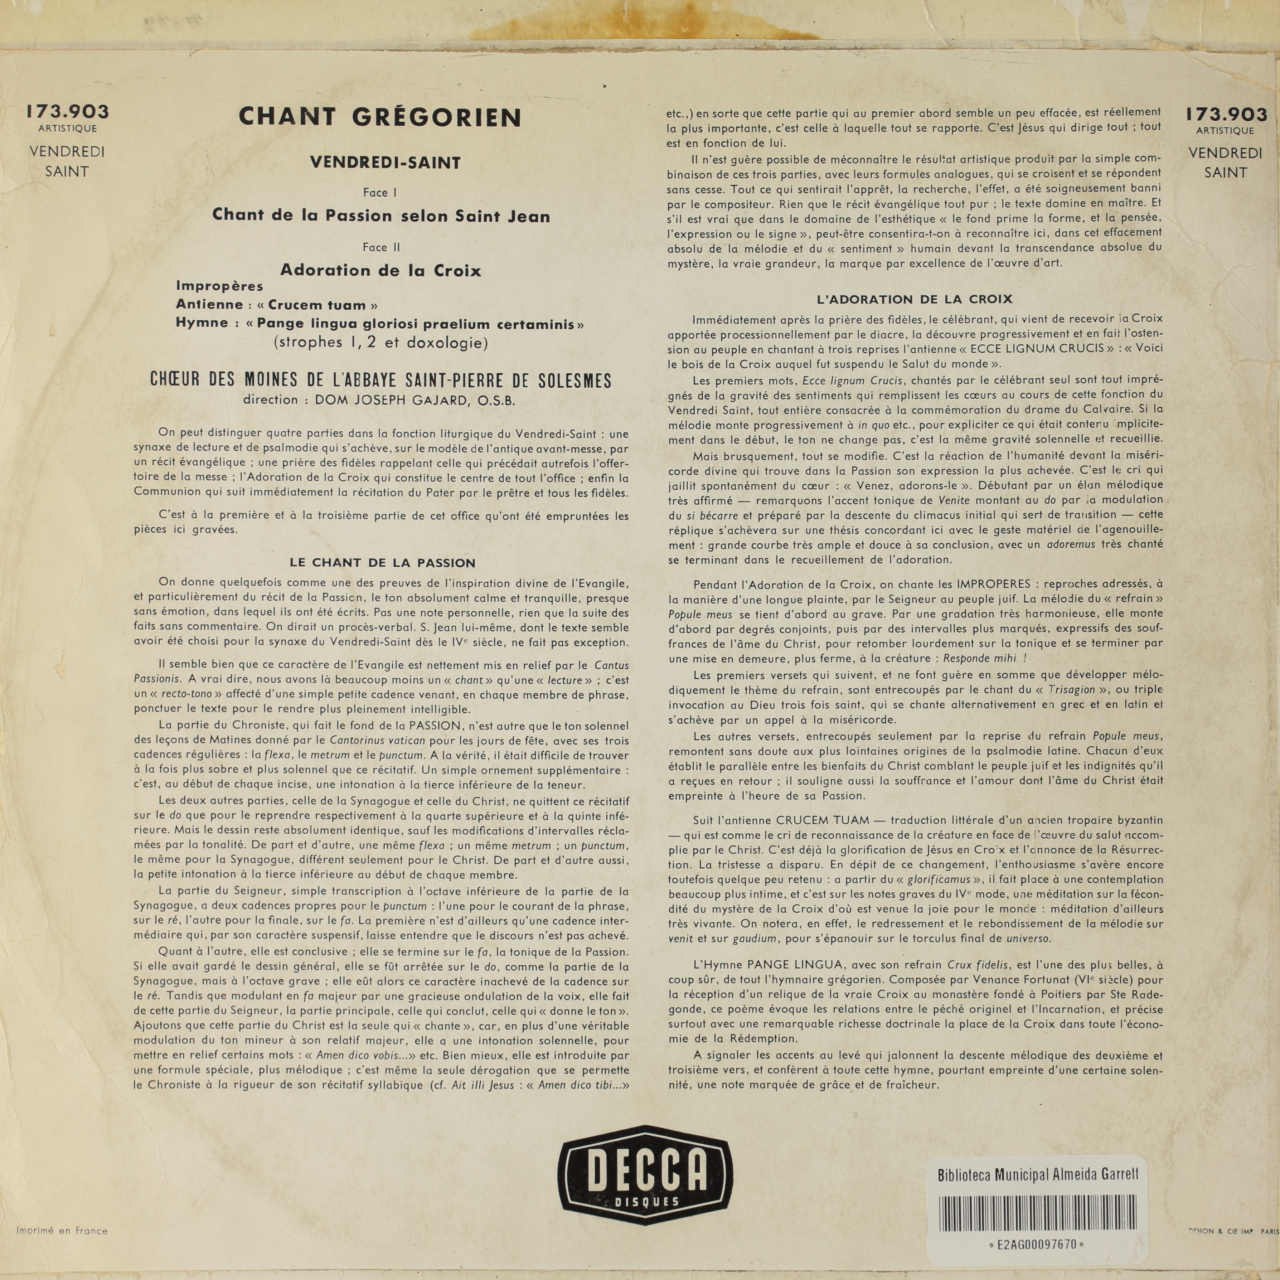 173.903
ARTISTIQUE
VENDREDI
SAINT
CHANT GRÉGORIEN
VENDREDI-SAINT
Face I
Chant de la Passion selon Saint Jean
Face II
Adoration de la Croix
Impropères
Antienne : « Crucem tuam »
Hymne : « Pange lingua gloriosi praelium certaminis »
(strophes 1, 2 et doxologie)
CHŒUR DES MOINES DE L'ABBAYE SAINT-PIERRE DE SOLESMES
direction : DOM JOSEPH GAJARD, O.S.B.
On peut distinguer quatre parties dans la fonction liturgique du Vendredi-Saint : une
synaxe de lecture et de psalmodie qui s'achève, sur le modèle de l'antique avant-messe, par
un récit évangélique ; une prière des fidèles rappelant celle qui précédait autrefois l'offer-
toire de la messe ; l'Adoration de la Croix qui constitue le centre de tout l'office ; enfin la
Communion qui suit immédiatement la récitation du Pater par le prêtre et tous les fidèles.
C'est à la première et à la troisième partie de cet office qu'ont été empruntées les
pièces ici gravées.
LE CHANT DE LA PASSION
On donne quelquefois comme une des preuves de l'inspiration divine de l'Evangile,
et particulièrement du récit de la Passion, le ton absolument calme et tranquille, presque
sans émotion, dans lequel ils ont été écrits. Pas une note personnelle, rien que la suite des
faits sans commentaire. On dirait un procès-verbal. S. Jean lui-même, dont le texte semble
avoir été choisi pour la synaxe du Vendredi-Saint dès le IVe siècle, ne fait pas exception.
Il semble bien que ce caractère de l'Evangile est nettement mis en relief par le Cantus
Passionis. A vrai dire, nous avons là beaucoup moins un « chant » qu'une « lecture » ; c'est
un « recto-tono » affecté d'une simple petite cadence venant, en chaque membre de phrase,
ponctuer le texte pour le rendre plus pleinement intelligible.
La partie du Chroniste, qui fait le fond de la PASSION, n'est autre que le ton solennel
des leçons de Matines donné par le Cantorinus vatican pour les jours de fête, avec ses trois
cadences régulières : la flexa, le metrum et le punctum. A la vérité, il était difficile de trouver
à la fois plus sobre et plus solennel que ce récitatif. Un simple ornement supplémentaire :
c'est, au début de chaque incise, une intonation à la tierce inférieure de la teneur.
Les deux autres parties, celle de la Synagogue et celle du Christ, ne quittent ce récitatif
sur le do que pour le reprendre respectivement à la quarte supérieure et à la quinte infé-
rieure. Mais le dessin reste absolument identique, sauf les modifications d'intervalles récla-
mées par la tonalité. De part et d'autre, une même flexa ; un même metrum ; un punctum,
le même pour la Synagogue, différent seulement pour le Christ. De part et d'autre aussi,
la petite intonation à la tierce inférieure au début de chaque membre.
La partie du Seigneur, simple transcription à l'octave inférieure de la partie de la
Synagogue, a deux cadences propres pour le punctum : l'une pour le courant de la phrase,
sur le ré, l'autre pour la finale, sur le fa. La première n'est d'ailleurs qu'une cadence inter-
médiaire qui, par son caractère suspensif, laisse entendre que le discours n'est pas achevé.
Quant à l'autre, elle est conclusive ; elle se termine sur le fa, la tonique de la Passion.
Si elle avait gardé le dessin général, elle se fût arrêtée sur le do, comme la partie de la
Synagogue, mais à l'octave grave ; elle eût alors ce caractère inachevé de la cadence sur
le ré. Tandis que modulant en fa majeur par une gracieuse ondulation de la voix, elle fait
de cette partie du Seigneur, la partie principale, celle qui conclut, celle qui « donne le ton ».
Ajoutons que cette partie du Christ est la seule qui « chante », car, en plus d'une véritable
modulation du ton mineur à son relatif majeur, elle a une intonation solennelle, pour
mettre en relief certains mots : « Amen dico vobis...» etc. Bien mieux, elle est introduite par
une formule spéciale, plus mélodique ; c'est même la seule dérogation que se permette
le Chroniste à la rigueur de son récitatif syllabique (cf. Ait illi Jesus : « Amen dico tibi...»
etc.,) en sorte que cette partie qui au premier abord semble un peu effacée, est réellement
la plus importante, c'est celle à laquelle tout se rapporte. C'est Jésus qui dirige tout ; tout
est en fonction de lui.
Il n'est guère possible de méconnaître le résultat artistique produit par la simple com-
binaison de ces trois parties, avec leurs formules analogues, qui se croisent et se répondent
sans cesse. Tout ce qui sentirait l'apprêt, la recherche, l'effet, a été soigneusement banni
par le compositeur. Rien que le récit évangélique tout pur ; le texte domine en maître. Et
s'il est vrai que dans le domaine de l'esthétique « le fond prime la forme, et la pensée,
l'expression ou le signe », peut-être consentira-t-on à reconnaître ici, dans cet effacement
absolu de la mélodie et du « sentiment » humain devant la transcendance absolue du
mystère, la vraie grandeur, la marque par excellence de l'œuvre d'art.
L'ADORATION DE LA CROIX
Immédiatement après la prière des fidèles, le célébrant, qui vient de recevoir la Croix
apportée processionnellement par le diacre, la découvre progressivement et en fait l'osten-
sion au peuple en chantant à trois reprises l'antienne « ECCE LIGNUM CRUCIS » : « Voici
le bois de la Croix auquel fut suspendu le Salut du monde ».
Les premiers mots, Ecce lignum Crucis, chantés par le célébrant seul sont tout impré-
gnés de la gravité des sentiments qui remplissent les cœurs au cours de cette fonction du
Vendredi Saint, tout entière consacrée à la commémoration du drame du Calvaire. Si la
mélodie monte progressivement à in quo etc., pour expliciter ce qui était contenu implicite-
ment dans le début, le ton ne change pas, c'est la même gravité solennelle et recueillie.
Mais brusquement, tout se modifie. C'est la réaction de l'humanité devant la miséri-
corde divine qui trouve dans la Passion son expression la plus achevée. C'est le cri qui
jaillit spontanément du cœur : « Venez, adorons-le ». Débutant par un élan mélodique
très affirmé — remarquons l'accent tonique de Venite montant au do par la modulation
du si bécarre et préparé par la descente du climacus initial qui sert de transition — cette
réplique s'achèvera sur une thésis concordant ici avec le geste matériel de l'agenouille-
ment : grande courbe très ample et douce à sa conclusion, avec un adoremus très chanté
se terminant dans le recueillement de l'adoration.
Pendant l'Adoration de la Croix, on chante les IMPROPERES : reproches adressés, à
la manière d'une longue plainte, par le Seigneur au peuple juif. La mélodie du « refrain »
Popule meus se tient d'abord au grave. Par une gradation très harmonieuse, elle monte
d'abord par degrés conjoints, puis par des intervalles plus marqués, expressifs des souf-
frances de l'âme du Christ, pour retomber lourdement sur la tonique et se terminer par
une mise en demeure, plus ferme, à la créature : Responde mihi !
Les premiers versets qui suivent, et ne font guère en somme que développer mélo-
diquement le thème du refrain, sont entrecoupés par le chant du « Trisagion », ou triple
invocation au Dieu trois fois saint, qui se chante alternativement en grec et en latin et
s'achève par un appel à la miséricorde.
Les autres versets, entrecoupés seulement par la reprise du refrain Popule meus,
remontent sans doute aux plus lointaines origines de la psalmodie latine. Chacun d'eux
établit le parallèle entre les bienfaits du Christ comblant le peuple juif et les indignités qu'il
a reçues en retour ; il souligne aussi la souffrance et l'amour dont l'âme du Christ était
empreinte à l'heure de sa Passion.
Suit l'antienne CRUCEM TUAM — traduction littérale d'un ancien tropaire byzantin
— qui est comme le cri de reconnaissance de la créature en face de l'œuvre du salut accom-
plie par le Christ. C'est déjà la glorification de Jésus en Croix et l'annonce de la Résurrec-
tion. La tristesse a disparu. En dépit de ce changement, l'enthousiasme s'avère encore
toutefois quelque peu retenu : a partir du « glorificamus », il fait place à une contemplation
beaucoup plus intime, et c'est sur les notes graves du IVe mode, une méditation sur la fécon-
dité du mystère de la Croix d'où est venue la joie pour le monde : méditation d'ailleurs
très vivante. On notera, en effet, le redressement et le rebondissement de la mélodie sur
venit et sur gaudium, pour s'épanouir sur le torculus final de universo.
L'Hymne PANGE LINGUA, avec son refrain Crux fidelis, est l'une des plus belles, à
coup sûr, de tout l'hymnaire grégorien. Composée par Venance Fortunat (VIe siècle) pour
la réception d'un relique de la vraie Croix au monastère fondé à Poitiers par Ste Rade-
gonde, ce poème évoque les relations entre le péché originel et l'Incarnation, et précise
surtout avec une remarquable richesse doctrinale la place de la Croix dans toute l'écono-
mie de la Rédemption.
A signaler les accents au levé qui jalonnent la descente mélodique des deuxième et
troisième vers, et confèrent à toute cette hymne, pourtant empreinte d'une certaine solen-
nité, une note marquée de grâce et de fraîcheur.
173.903
ARTISTIQUE
VENDREDI
SAINT
DECCA
DISQUES
Biblioteca Municipal Almeida Garrett
* E2AG00097670 *
Imprimé en France
& CIE IMP. PARIS